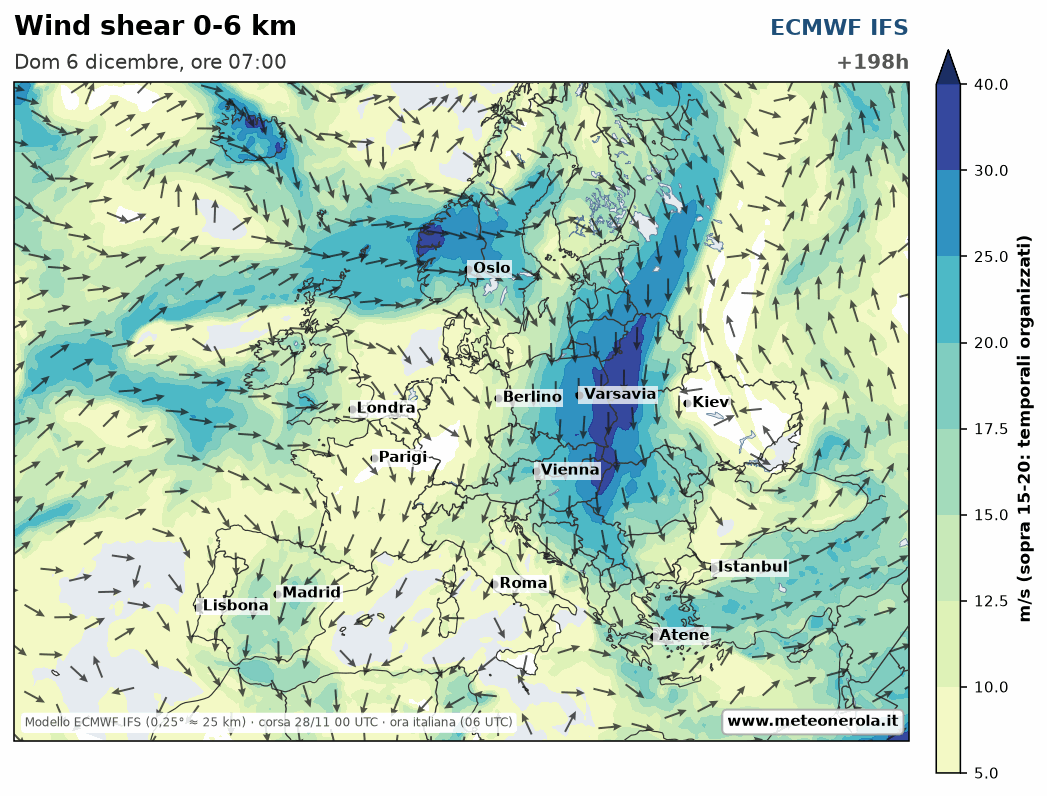 Wind shear 0-6 km
ECMWF IFS
Dom 6 dicembre, ore 07:00
+198h
Oslo
Berlino
Varsavia
Kiev
Londra
Parigi
Vienna
Istanbul
Roma
Madrid
Lisbona
Atene
Modello ECMWF IFS (0,25° ≈ 25 km) · corsa 28/11 00 UTC · ora italiana (06 UTC)
www.meteonerola.it
40.0
30.0
25.0
20.0
17.5
15.0
12.5
10.0
5.0
m/s (sopra 15-20: temporali organizzati)